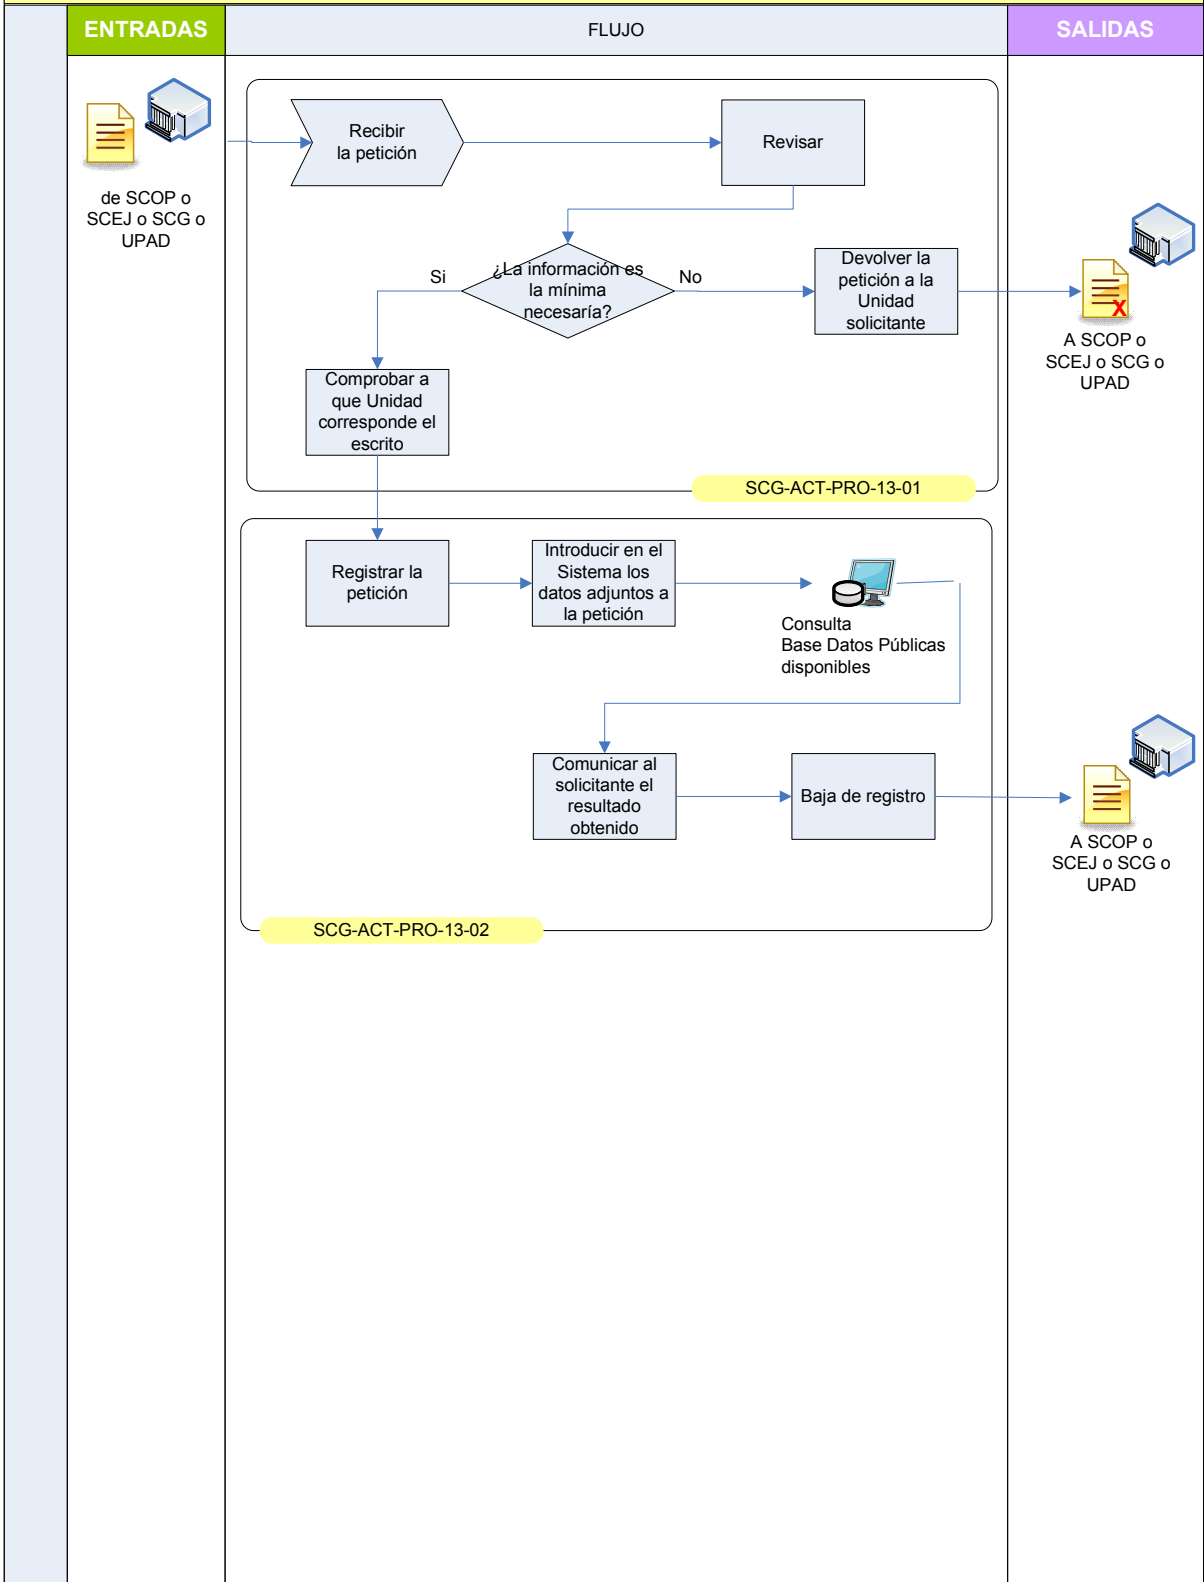 ENTRADAS
FLUJO
SALIDAS
Recibir
la petición
Revisar
de SCOP o
SCEJ o SCG o
UPAD
¿La información es
la mínima
necesaría?
Si
No
Devolver la
petición a la
Unidad
solicitante
A SCOP o
SCEJ o SCG o
UPAD
X
Comprobar a
que Unidad
corresponde el
escrito
SCG-ACT-PRO-13-01
Registrar la
petición
Introducir en el
Sistema los
datos adjuntos a
la petición
Consulta
Base Datos Públicas
disponibles
Comunicar al
solicitante el
resultado
obtenido
Baja de registro
A SCOP o
SCEJ o SCG o
UPAD
SCG-ACT-PRO-13-02